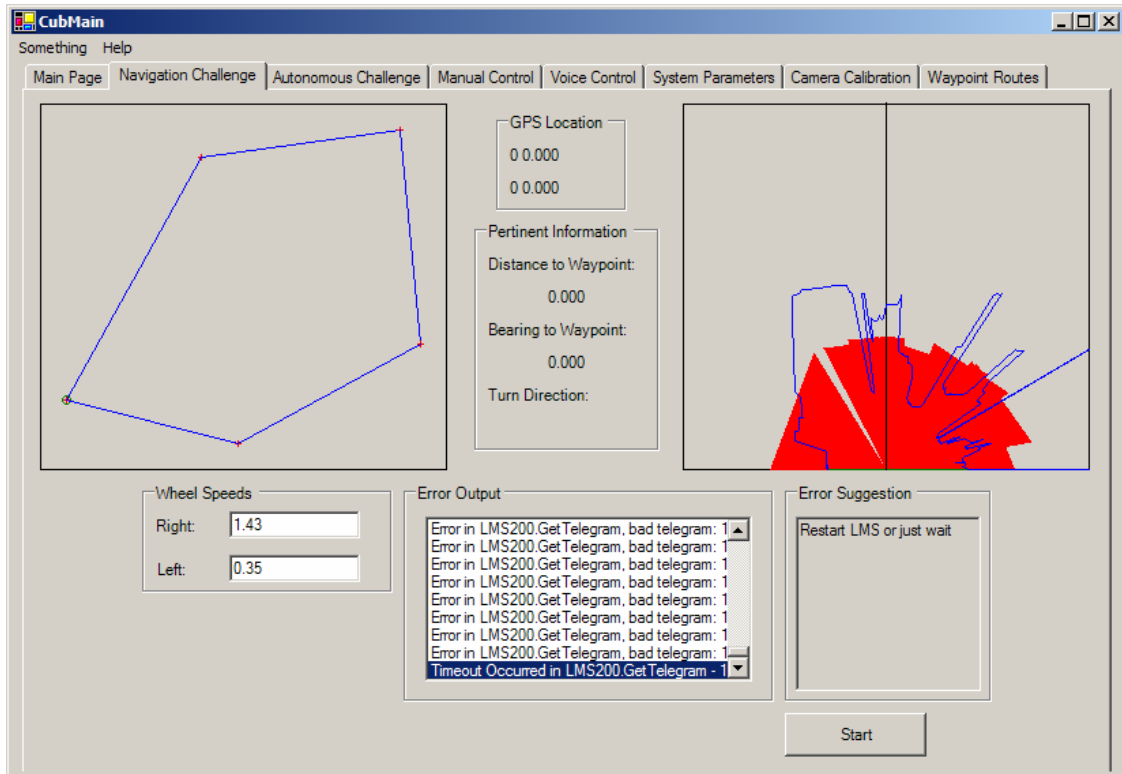 CubMain
Something Help
Main Page Navigation Challenge Autonomous Challenge Manual Control Voice Control System Parameters Camera Calibration Waypoint Routes
GPS Location
0 0.000
0 0.000
Pertinent Information
Distance to Waypoint:
0.000
Bearing to Waypoint:
0.000
Turn Direction:
Wheel Speeds
Right: 1.43
Left: 0.35
Error Output
Error in LMS200.GetTelegram, bad telegram: 1
Error in LMS200.GetTelegram, bad telegram: 1
Error in LMS200.GetTelegram, bad telegram: 1
Error in LMS200.GetTelegram, bad telegram: 1
Error in LMS200.GetTelegram, bad telegram: 1
Error in LMS200.GetTelegram, bad telegram: 1
Error in LMS200.GetTelegram, bad telegram: 1
Error in LMS200.GetTelegram, bad telegram: 1
Timeout Occurred in LMS200.GetTelegram - 1
Error Suggestion
Restart LMS or just wait
Start